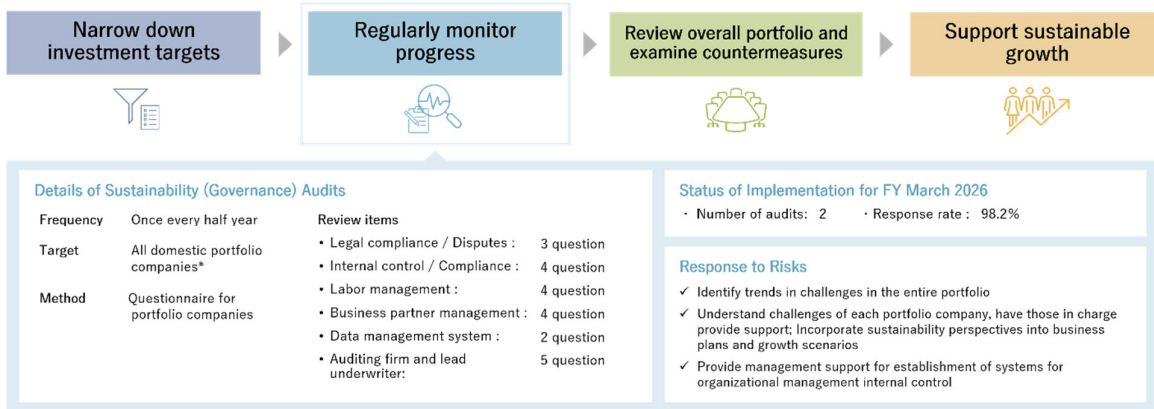 Narrow down
investment targets
Regularly monitor
progress
Review overall portfolio and
examine countermeasures
Support sustainable
growth
Details of Sustainability (Governance) Audits
Frequency Once every half year
Target All domestic portfolio
companies*
Method Questionnaire for
portfolio companies
Review items
• Legal compliance / Disputes : 3 question
• Internal control / Compliance : 4 question
• Labor management : 4 question
• Business partner management : 4 question
• Data management system : 2 question
• Auditing firm and lead
underwriter: 5 question
Status of Implementation for FY March 2026
・ Number of audits: 2 ・ Response rate : 98.2%
Response to Risks
✓ Identify trends in challenges in the entire portfolio
✓ Understand challenges of each portfolio company, have those in charge
provide support; Incorporate sustainability perspectives into business
plans and growth scenarios
✓ Provide management support for establishment of systems for
organizational management internal control